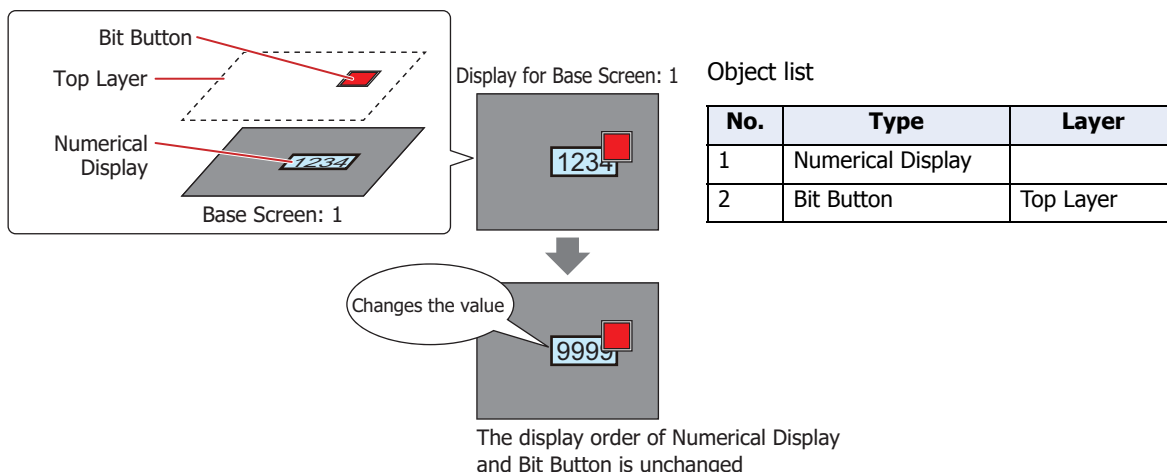 Bit Button
Top Layer
Numerical
Display
1234
Base Screen: 1
Display for Base Screen: 1
1234
Changes the value
9999
The display order of Numerical Display
and Bit Button is unchanged
Object list
No. Type Layer
1 Numerical Display
2 Bit Button Top Layer